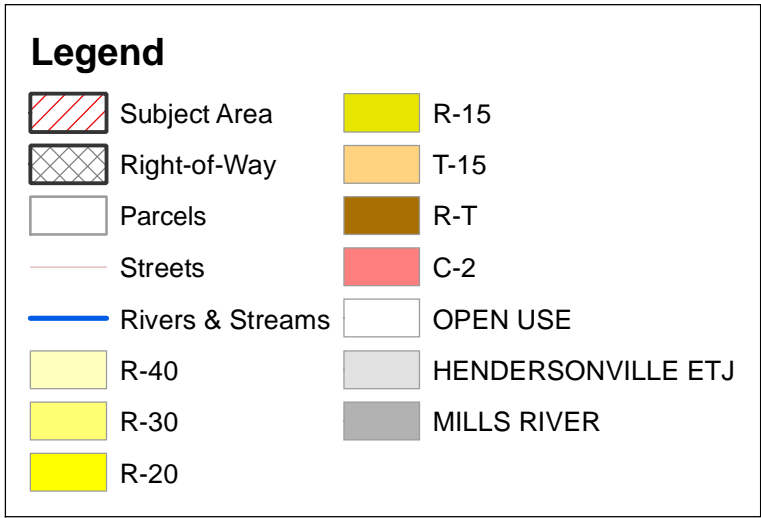 Legend
Subject Area
Right-of-Way
Parcels
Streets
Rivers & Streams
R-40
R-30
R-20
R-15
T-15
R-T
C-2
OPEN USE
HENDERSONVILLE ETJ
MILLS RIVER